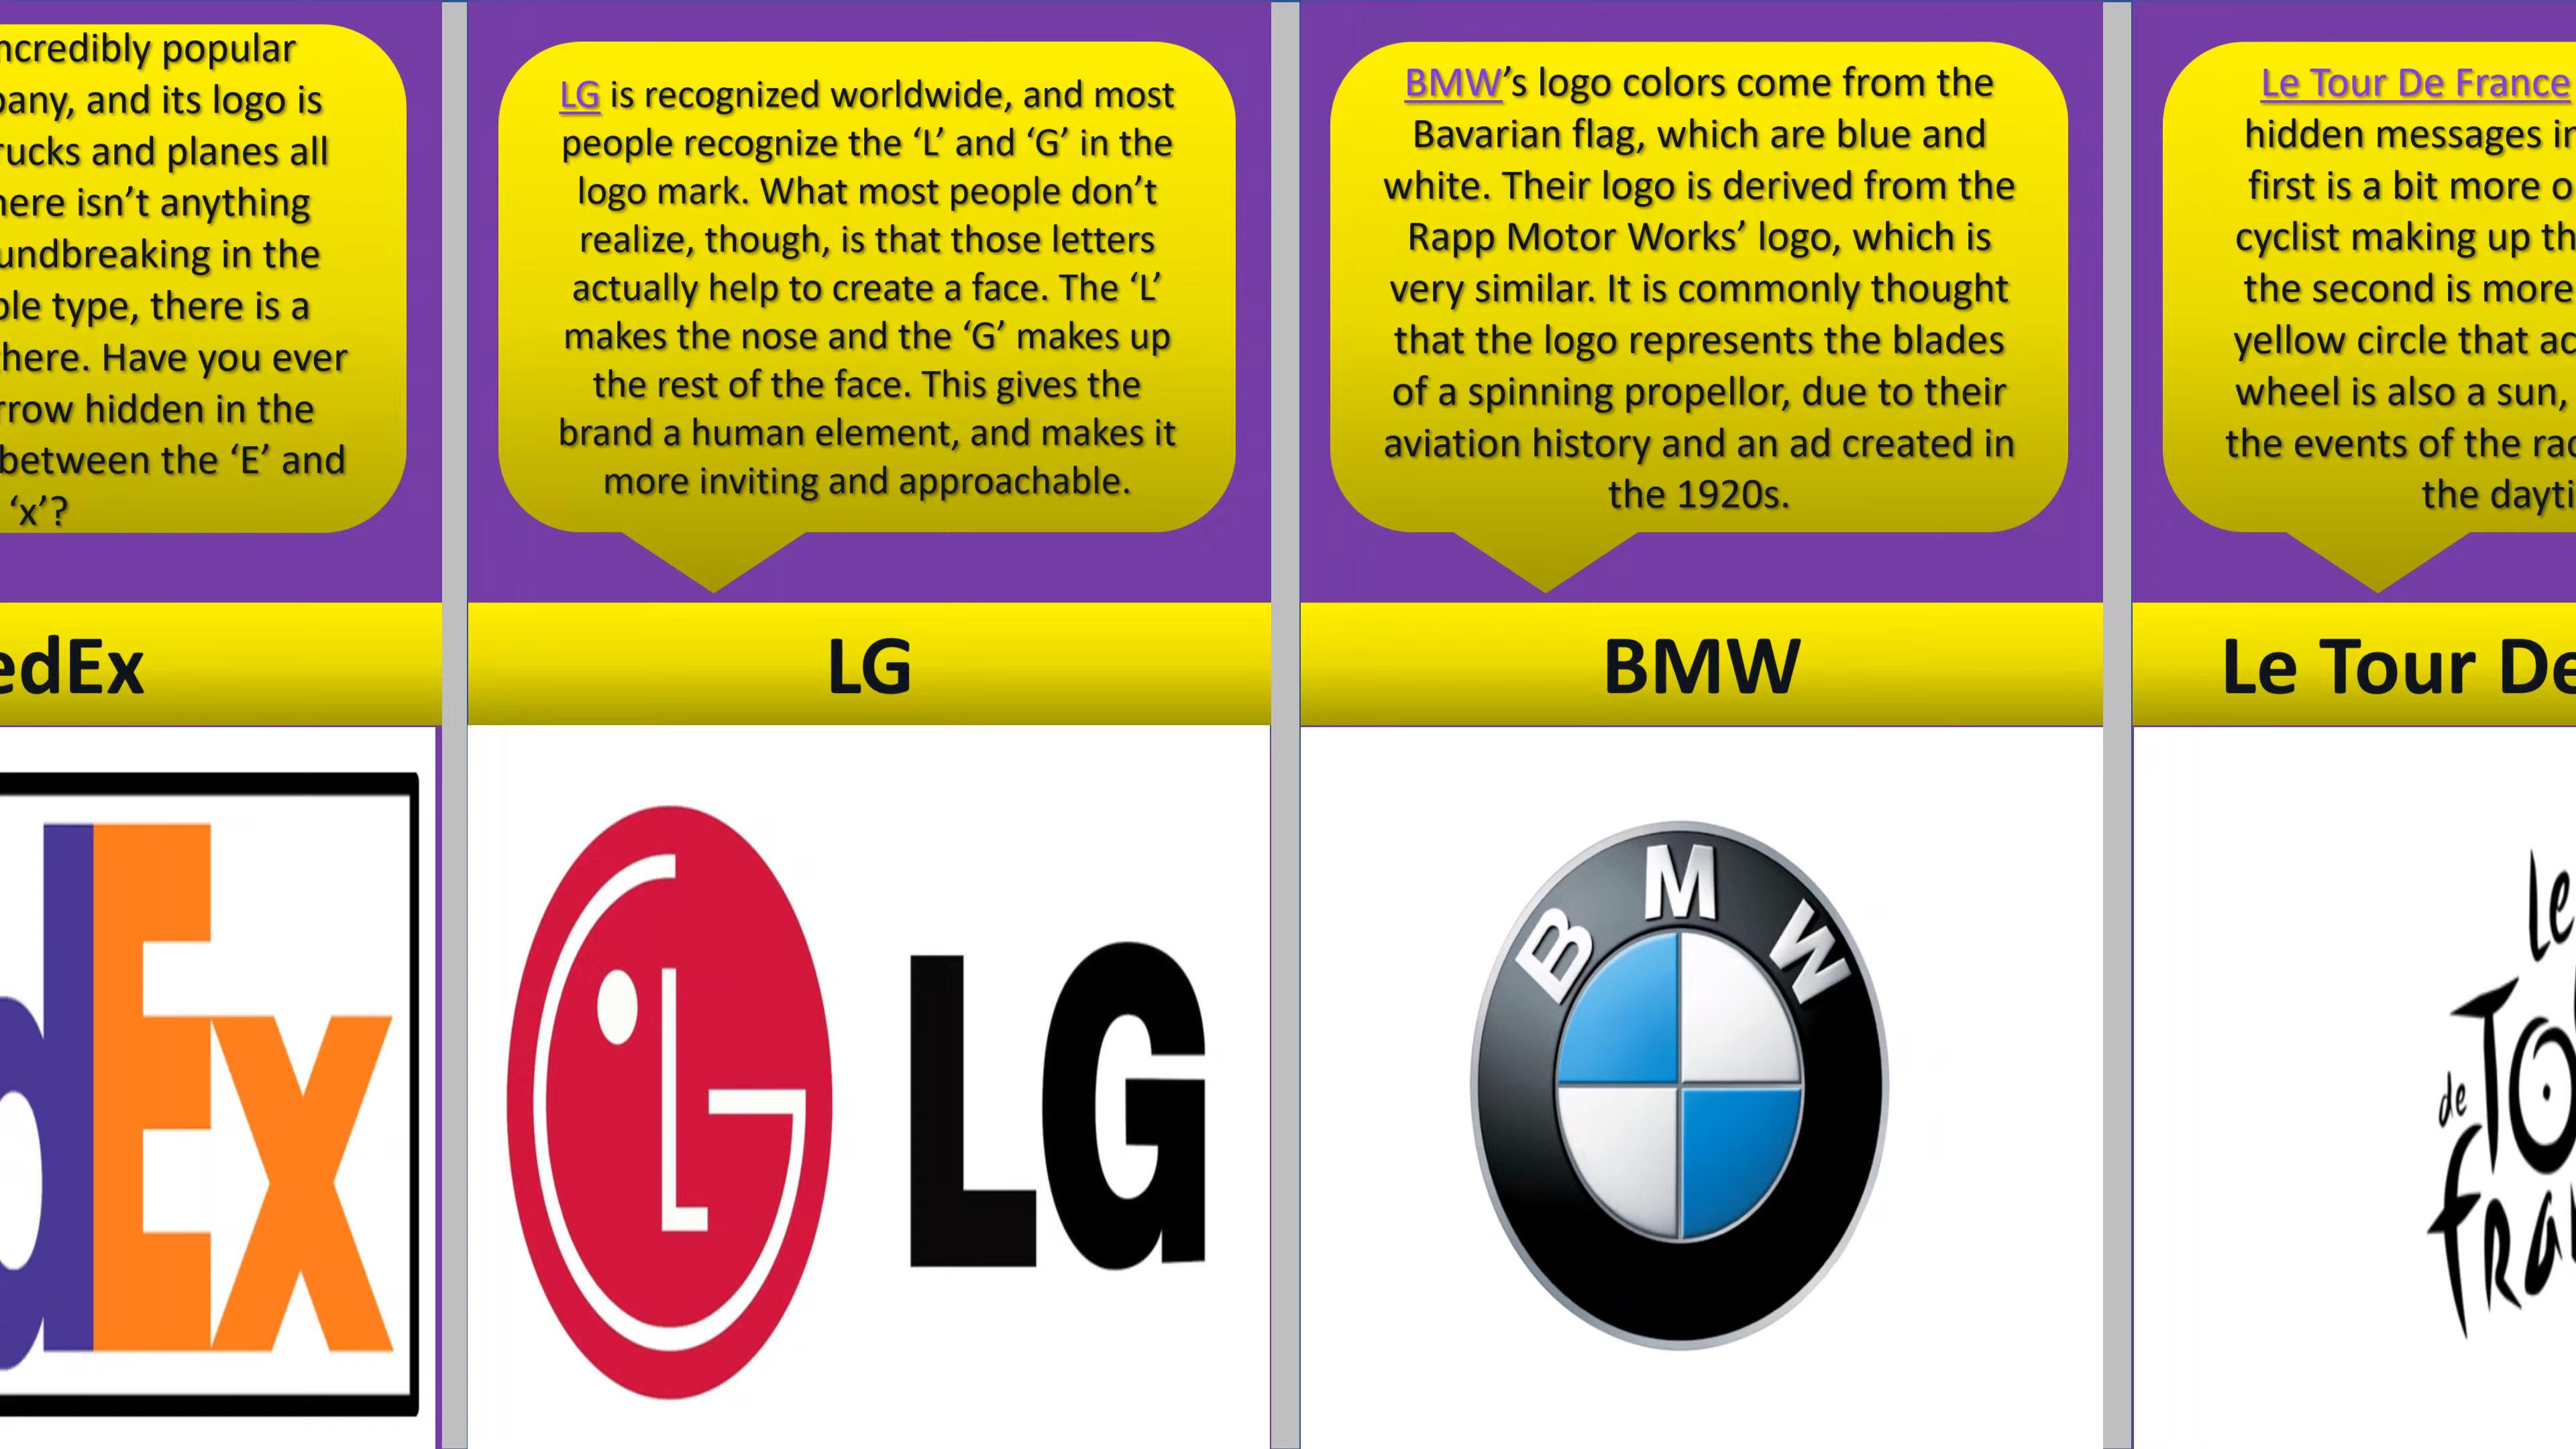 ncredibly popular
pany, and its logo is
rucks and planes all
here isn't anything
undbreaking in the
ple type, there is a
here. Have you ever
rrow hidden in the
between the 'E' and
'x'?
edEx
dEx
LG is recognized worldwide, and most
people recognize the 'L' and 'G' in the
logo mark. What most people don't
realize, though, is that those letters
actually help to create a face. The 'L'
makes the nose and the 'G' makes up
the rest of the face. This gives the
brand a human element, and makes it
more inviting and approachable.
LG
LG
LG
BMW's logo colors come from the
Bavarian flag, which are blue and
white. Their logo is derived from the
Rapp Motor Works' logo, which is
very similar. It is commonly thought
that the logo represents the blades
of a spinning propellor, due to their
aviation history and an ad created in
the 1920s.
BMW
BMW
Le Tour De France
hidden messages in
first is a bit more o
cyclist making up th
the second is more
yellow circle that ac
wheel is also a sun,
the events of the rac
the dayti
Le Tour De
Le
To
de
fra